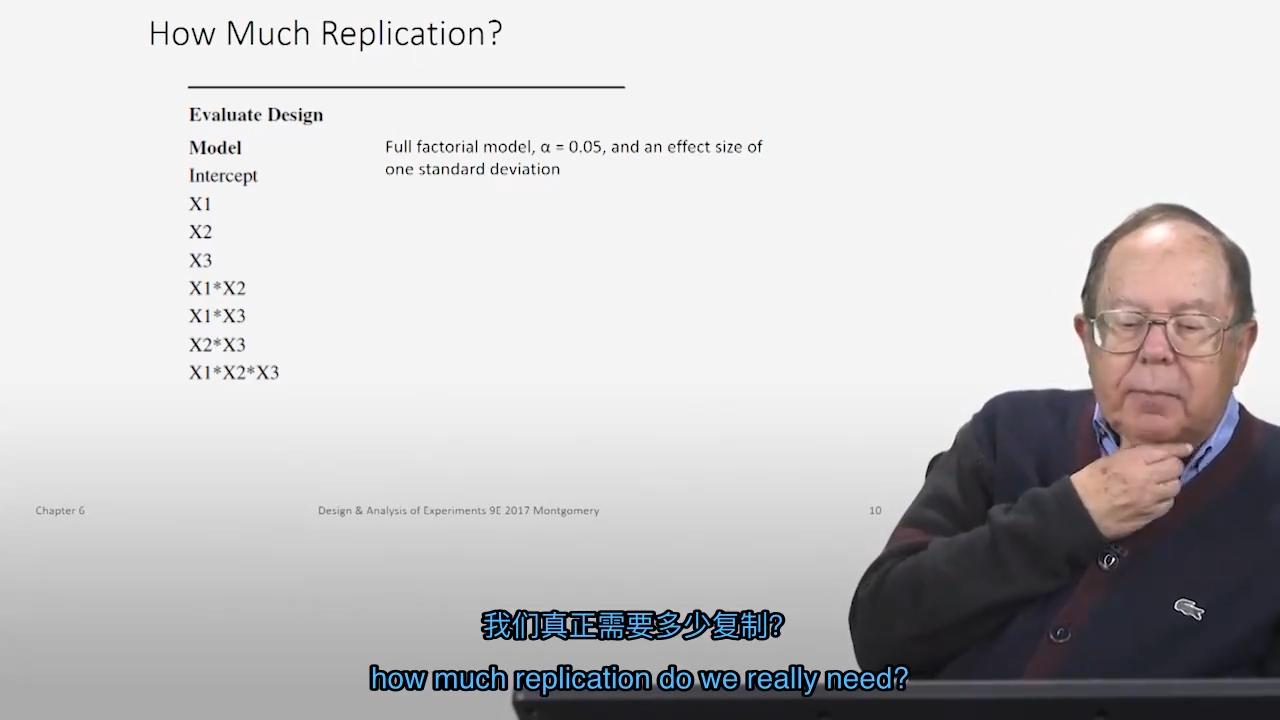 How Much Replication?
Evaluate Design
Model
Full factorial model, α = 0.05, and an effect size of
one standard deviation
Intercept
X1
X2
X3
X1*X2
X1*X3
X2*X3
X1*X2*X3
Chapter 6
Design & Analysis of Experiments 9E 2017 Montgomery
10
我们真正需要多少复制?
how much replication do we really need?